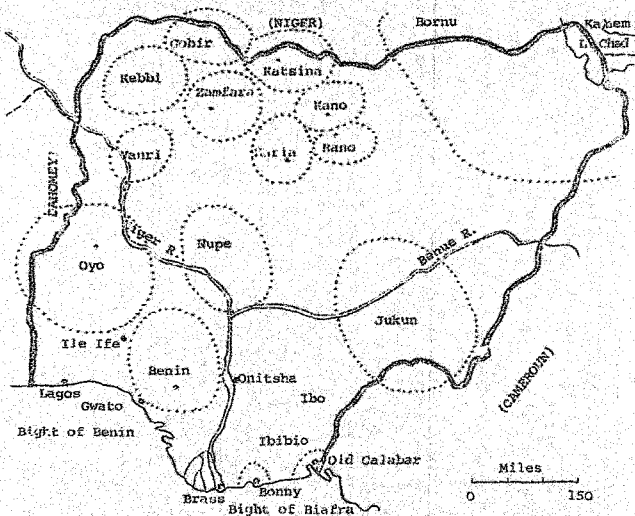 (NIGER)
Bornu
Kanem
L. Chad
Gobir
Katsina
Kebbi
Zamfara
Kano
Rano
Zaria
Yauri
DAHOMEY
Niger R.
Nupe
Benue R.
Oyo
Jukun
Ile Ife
Benin
Onitsha
Ibo
Lagos
Gwato
(CAMEROUN)
Bight of Benin
Ibibio
Old Calabar
Miles
Brass
Bonny
0 150
Bight of Biafra